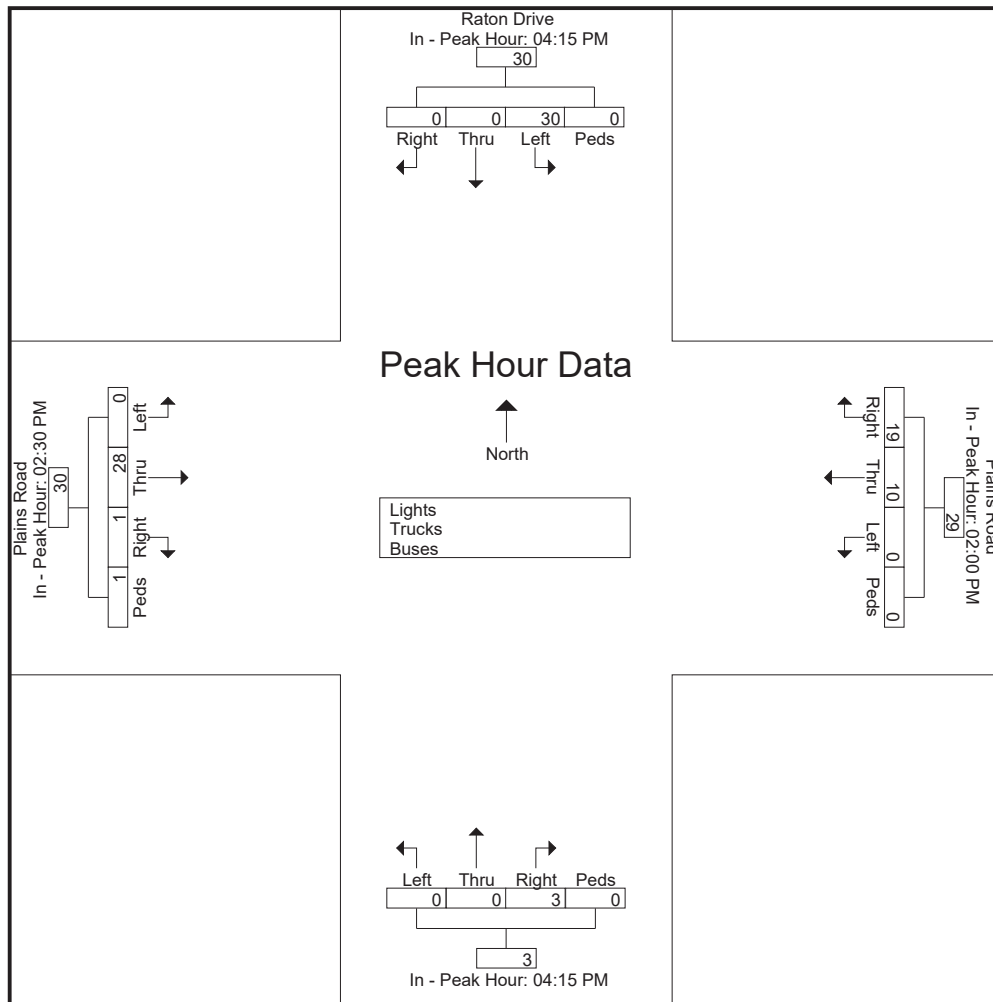 Raton Drive
In - Peak Hour: 04:15 PM
30
0 0 30 0
Right Thru Left Peds
Peak Hour Data
North
Lights
Trucks
Buses
Plains Road
In - Peak Hour: 02:30 PM
30
0 28 1 1
Left Thru Right Peds
Plains Road
In - Peak Hour: 02:00 PM
29
19 10 0 0
Right Thru Left Peds
Left Thru Right Peds
0 0 3 0
3
In - Peak Hour: 04:15 PM